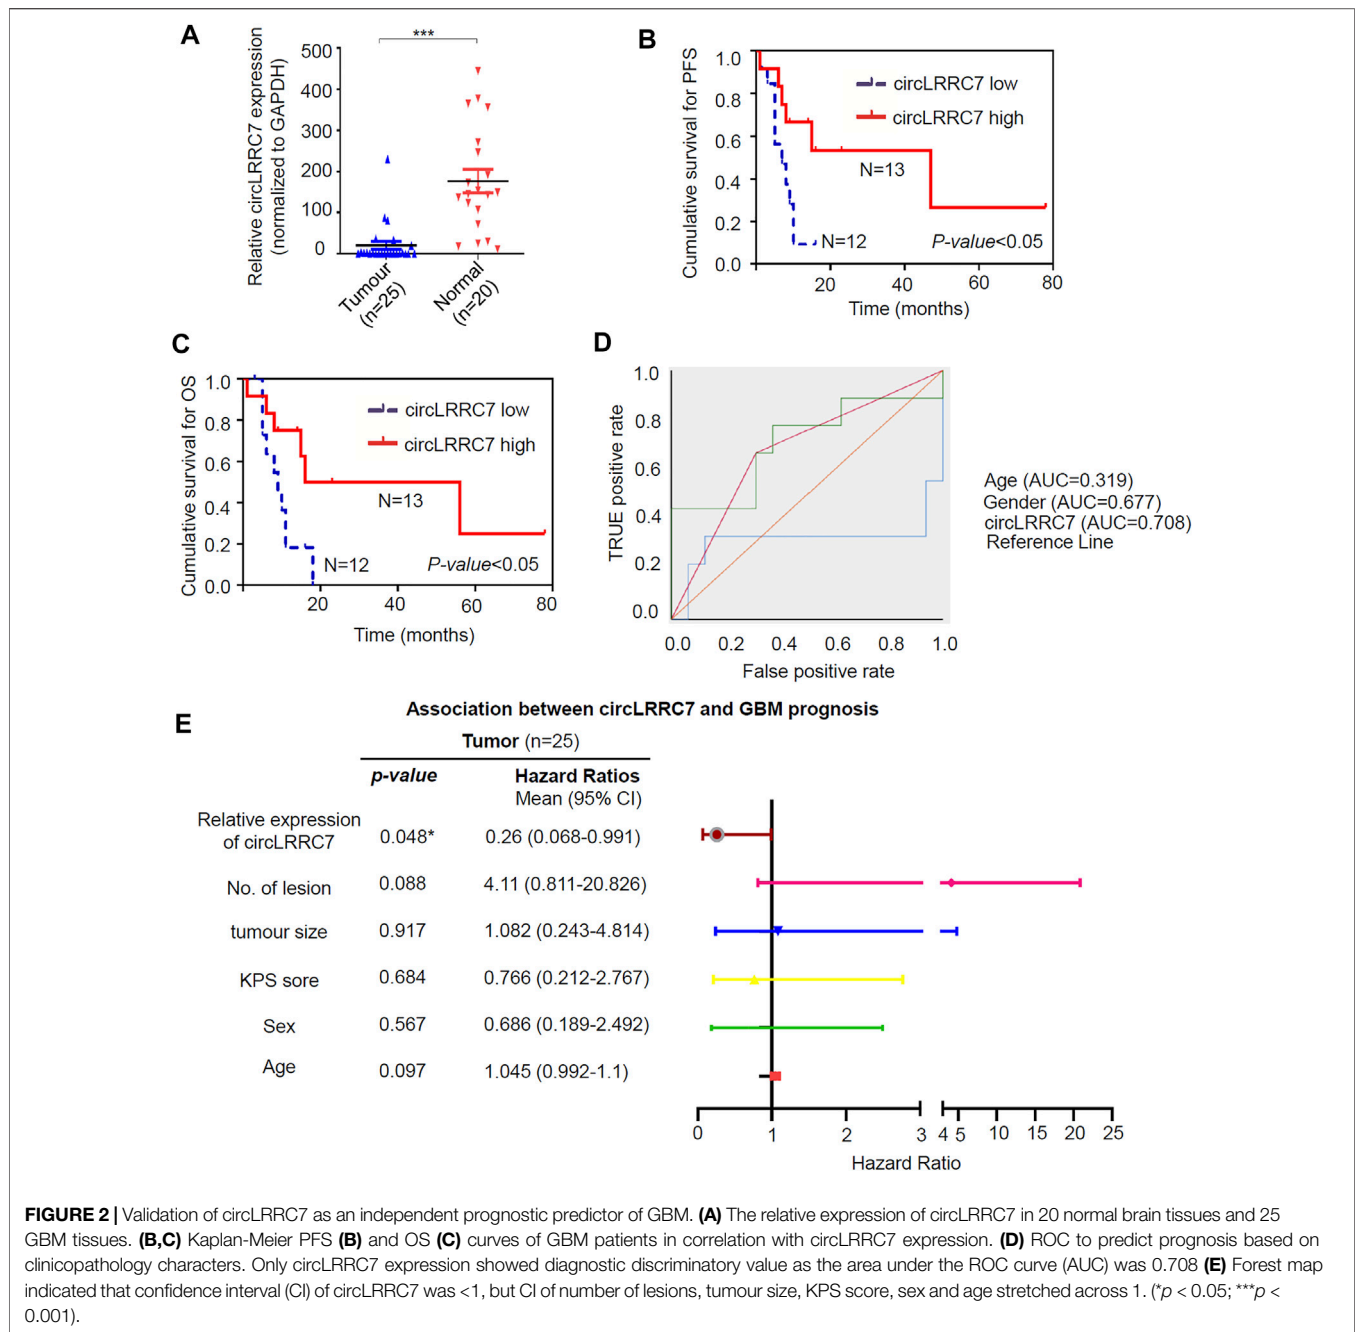 A
***
Relative circLRRC7 expression
(normalized to GAPDH)
500
400
300
200
100
0
Tumour
(n=25)
Normal
(n=20)
B
Cumulative survival for PFS
1.0
0.8
0.6
0.4
0.2
0.0
circLRRC7 low
circLRRC7 high
N=13
N=12
P-value<0.05
20 40 60 80
Time (months)
C
Cumulative survival for OS
1.0
0.8
0.6
0.4
0.2
0.0
circLRRC7 low
circLRRC7 high
N=13
N=12
P-value<0.05
20 40 60 80
Time (months)
D
TRUE positive rate
1.0
0.8
0.6
0.4
0.2
0.0
0.0 0.2 0.4 0.6 0.8 1.0
False positive rate
Age (AUC=0.319)
Gender (AUC=0.677)
circLRRC7 (AUC=0.708)
Reference Line
E
Association between circLRRC7 and GBM prognosis
Tumor (n=25)
p-value Hazard Ratios
Mean (95% CI)
Relative expression
of circLRRC7 0.048* 0.26 (0.068-0.991)
No. of lesion 0.088 4.11 (0.811-20.826)
tumour size 0.917 1.082 (0.243-4.814)
KPS sore 0.684 0.766 (0.212-2.767)
Sex 0.567 0.686 (0.189-2.492)
Age 0.097 1.045 (0.992-1.1)
0 1 2 3 4 5 10 15 20 25
Hazard Ratio
FIGURE 2 | Validation of circLRRC7 as an independent prognostic predictor of GBM. (A) The relative expression of circLRRC7 in 20 normal brain tissues and 25
GBM tissues. (B,C) Kaplan-Meier PFS (B) and OS (C) curves of GBM patients in correlation with circLRRC7 expression. (D) ROC to predict prognosis based on
clinicopathology characters. Only circLRRC7 expression showed diagnostic discriminatory value as the area under the ROC curve (AUC) was 0.708 (E) Forest map
indicated that confidence interval (CI) of circLRRC7 was <1, but CI of number of lesions, tumour size, KPS score, sex and age stretched across 1. (*p < 0.05; ***p <
0.001).